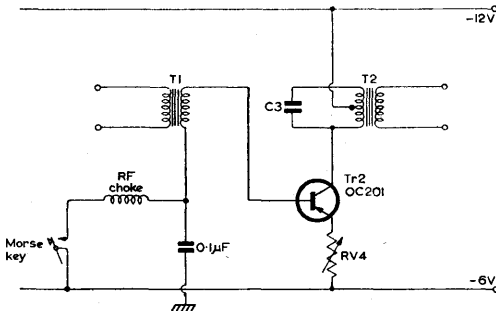 -12V
T1
T2
C3
RF
choke
Tr2
OC201
Morse
key
0·1µF
RV4
-6V